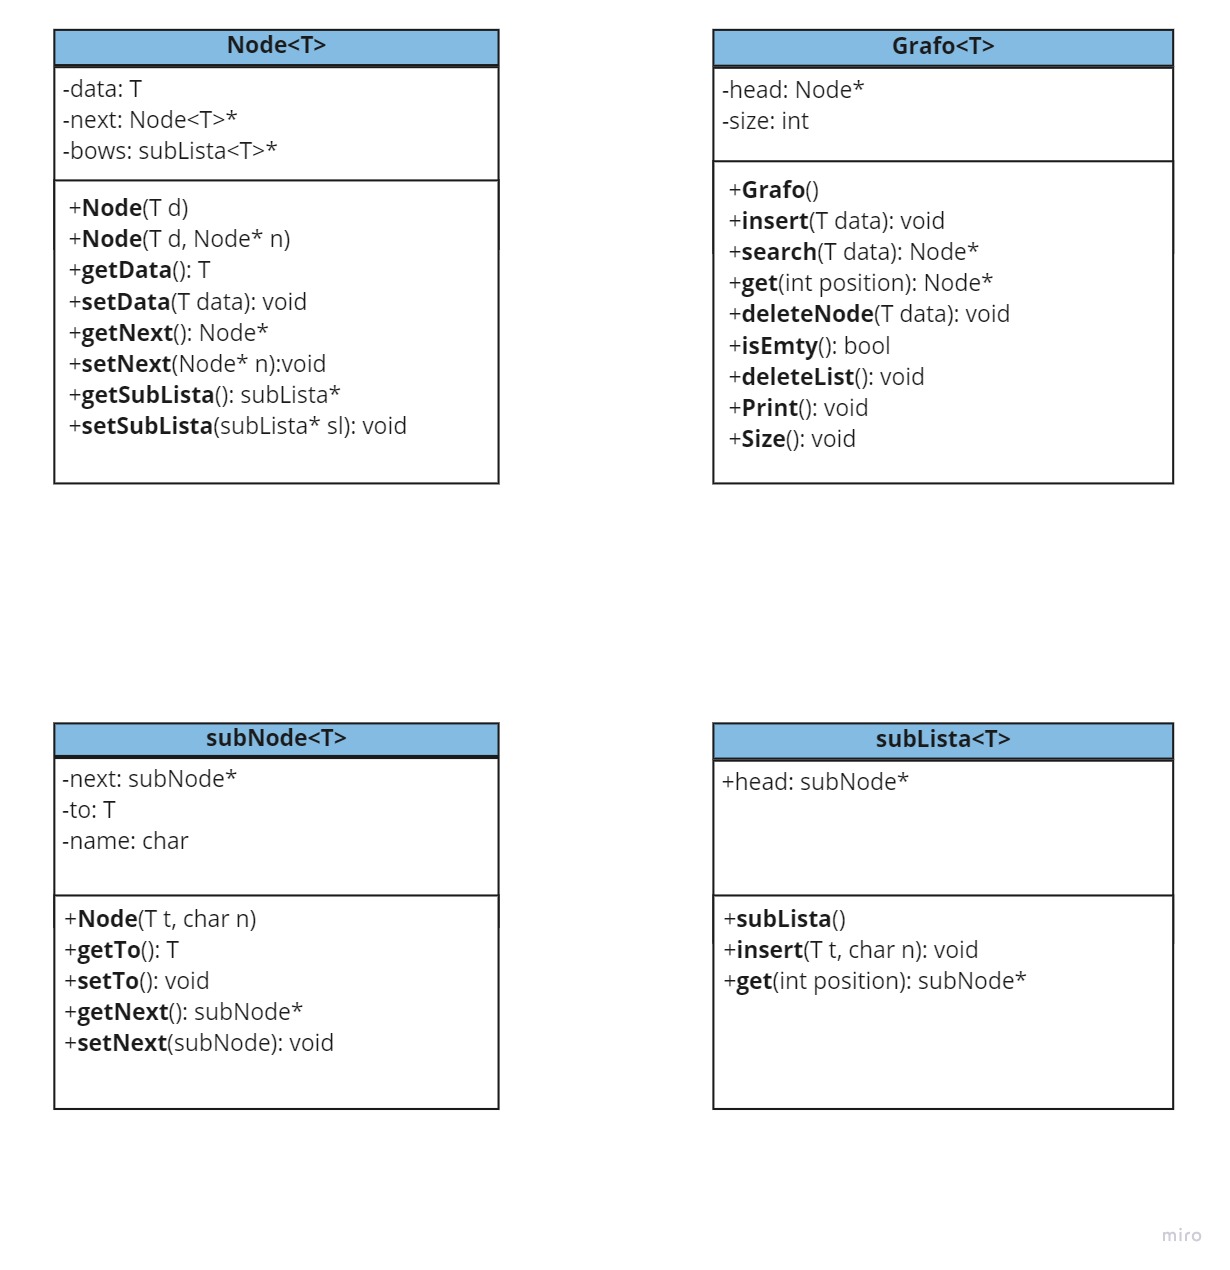 Node<T>
-data: T
-next: Node<T>*
-bows: subLista<T>*
+Node(T d)
+Node(T d, Node* n)
+getData(): T
+setData(T data): void
+getNext(): Node*
+setNext(Node* n):void
+getSubLista(): subLista*
+setSubLista(subLista* sl): void
Grafo<T>
-head: Node*
-size: int
+Grafo()
+insert(T data): void
+search(T data): Node*
+get(int position): Node*
+deleteNode(T data): void
+isEmty(): bool
+deleteList(): void
+Print(): void
+Size(): void
subNode<T>
-next: subNode*
-to: T
-name: char
+Node(T t, char n)
+getTo(): T
+setTo(): void
+getNext(): subNode*
+setNext(subNode): void
subLista<T>
+head: subNode*
+subLista()
+insert(T t, char n): void
+get(int position): subNode*
miro